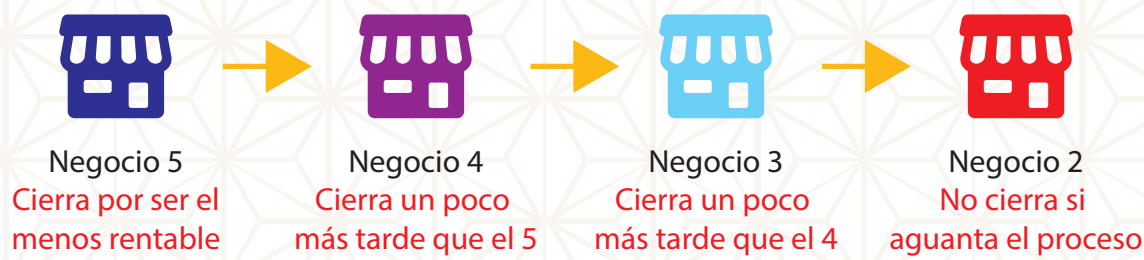 Negocio 5
Cierra por ser el
menos rentable
Negocio 4
Cierra un poco
más tarde que el 5
Negocio 3
Cierra un poco
más tarde que el 4
Negocio 2
No cierra si
aguanta el proceso